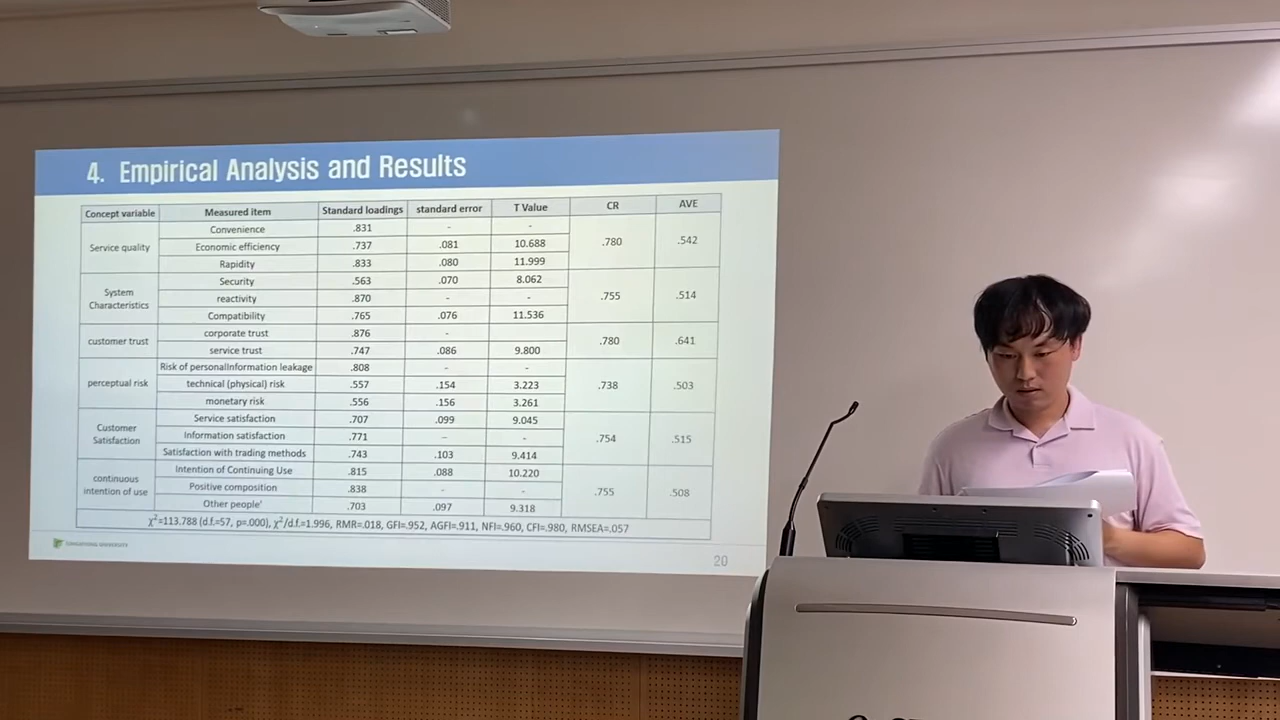 4. Empirical Analysis and Results
Concept variable Measured item Standard loadings standard error T Value CR AVE
Service quality Convenience .831 - - .780 .542
Economic efficiency .737 .081 10.688
Rapidity .833 .080 11.999
System Characteristics Security .563 .070 8.062 .755 .514
reactivity .870 - -
Compatibility .765 .076 11.536
customer trust corporate trust .876 - .780 .641
service trust .747 .086 9.800
perceptual risk Risk of personalInformation leakage .808 - - .738 .503
technical (physical) risk .557 .154 3.223
monetary risk .556 .156 3.261
Customer Satisfaction Service satisfaction .707 .099 9.045 .754 .515
Information satisfaction .771 - -
Satisfaction with trading methods .743 .103 9.414
continuous intention of use Intention of Continuing Use .815 .088 10.220 .755 .508
Positive composition .838 - -
Other people' .703 .097 9.318
χ²=113.788 (d.f.=57, p=.000), χ²/d.f.=1.996, RMR=.018, GFI=.952, AGFI=.911, NFI=.960, CFI=.980, RMSEA=.057
20